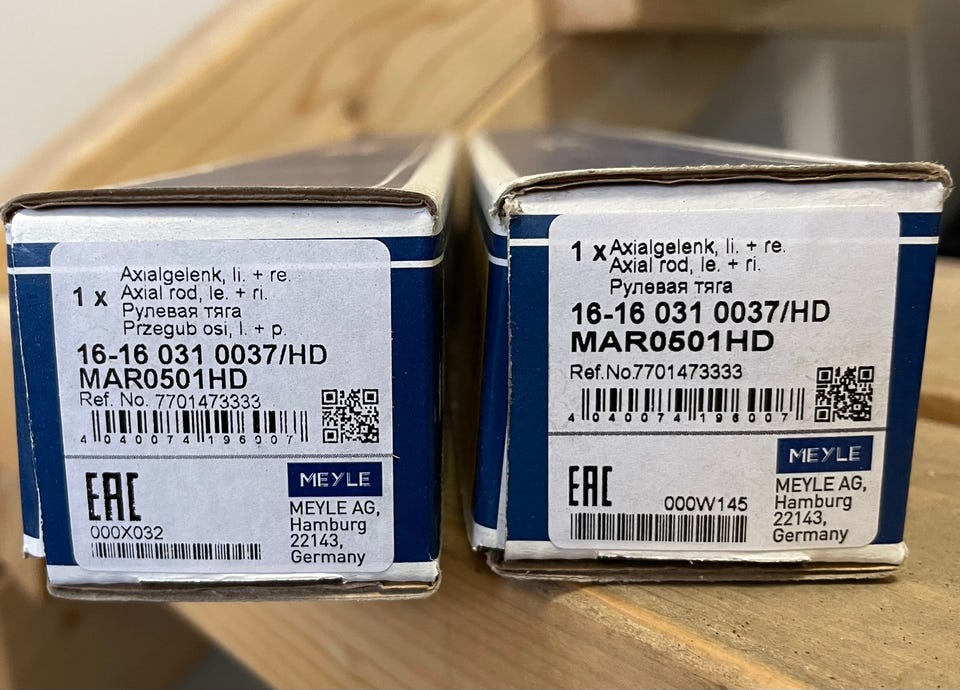 Axialgelenk, li. + re.
1 x Axial rod, le. + ri.
Рулевая тяга
Przegub osi, l. + p.
16-16 031 0037/HD
MAR0501HD
Ref. No. 7701473333
4 040074 196007
EAC
000X032
MEYLE
MEYLE AG,
Hamburg
22143,
Germany
1 x Axialgelenk, li. + re.
Axial rod, le. + ri.
Рулевая тяга
16-16 031 0037/HD
MAR0501HD
Ref.No.7701473333
4 040074 196007
EAC
000W145
MEYLE
MEYLE AG,
Hamburg
22143,
Germany